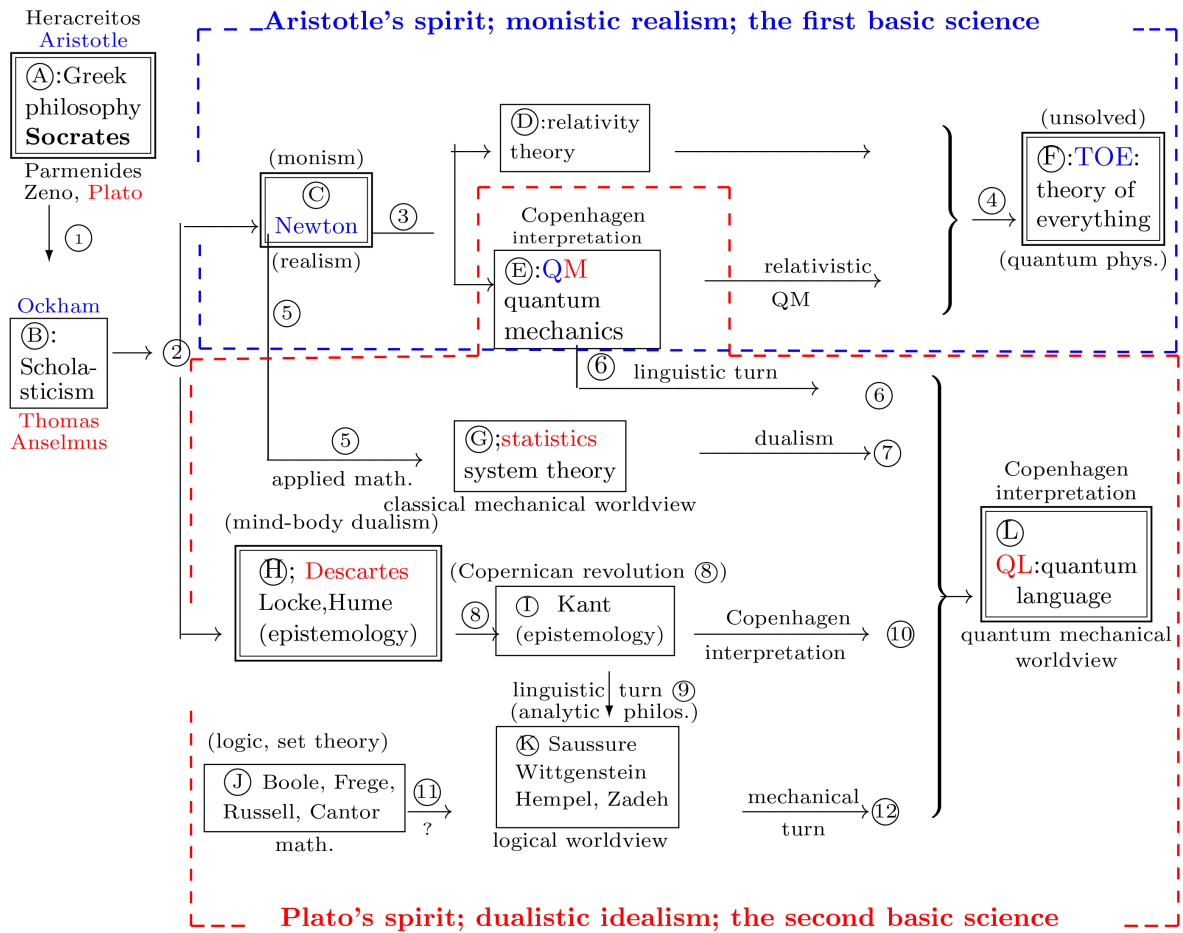 Aristotle's spirit; monistic realism; the first basic science
Heracreitos
Aristotle
Ⓐ:Greek
philosophy
Socrates
Parmenides
Zeno, Plato
①
Ockham
Ⓑ:
Schola-
sticism
Thomas
Anselmus
②
(monism)
Ⓒ
Newton
(realism)
③
Ⓓ:relativity
theory
Copenhagen
interpretation
Ⓔ:QM
quantum
mechanics
relativistic
QM
④
(unsolved)
Ⓕ:TOE:
theory of
everything
(quantum phys.)
⑤
⑥
linguistic turn
⑥
⑤
applied math.
Ⓖ;statistics
system theory
classical mechanical worldview
dualism
⑦
(mind-body dualism)
Ⓗ; Descartes
Locke,Hume
(epistemology)
⑧
(Copernican revolution ⑧)
Ⓘ Kant
(epistemology)
Copenhagen
interpretation
⑩
Copenhagen
interpretation
Ⓛ
QL:quantum
language
quantum mechanical
worldview
linguistic turn ⑨
(analytic philos.)
(logic, set theory)
Ⓙ Boole, Frege,
Russell, Cantor
math.
⑪
?
Ⓚ Saussure
Wittgenstein
Hempel, Zadeh
logical worldview
mechanical
turn
⑫
Plato's spirit; dualistic idealism; the second basic science